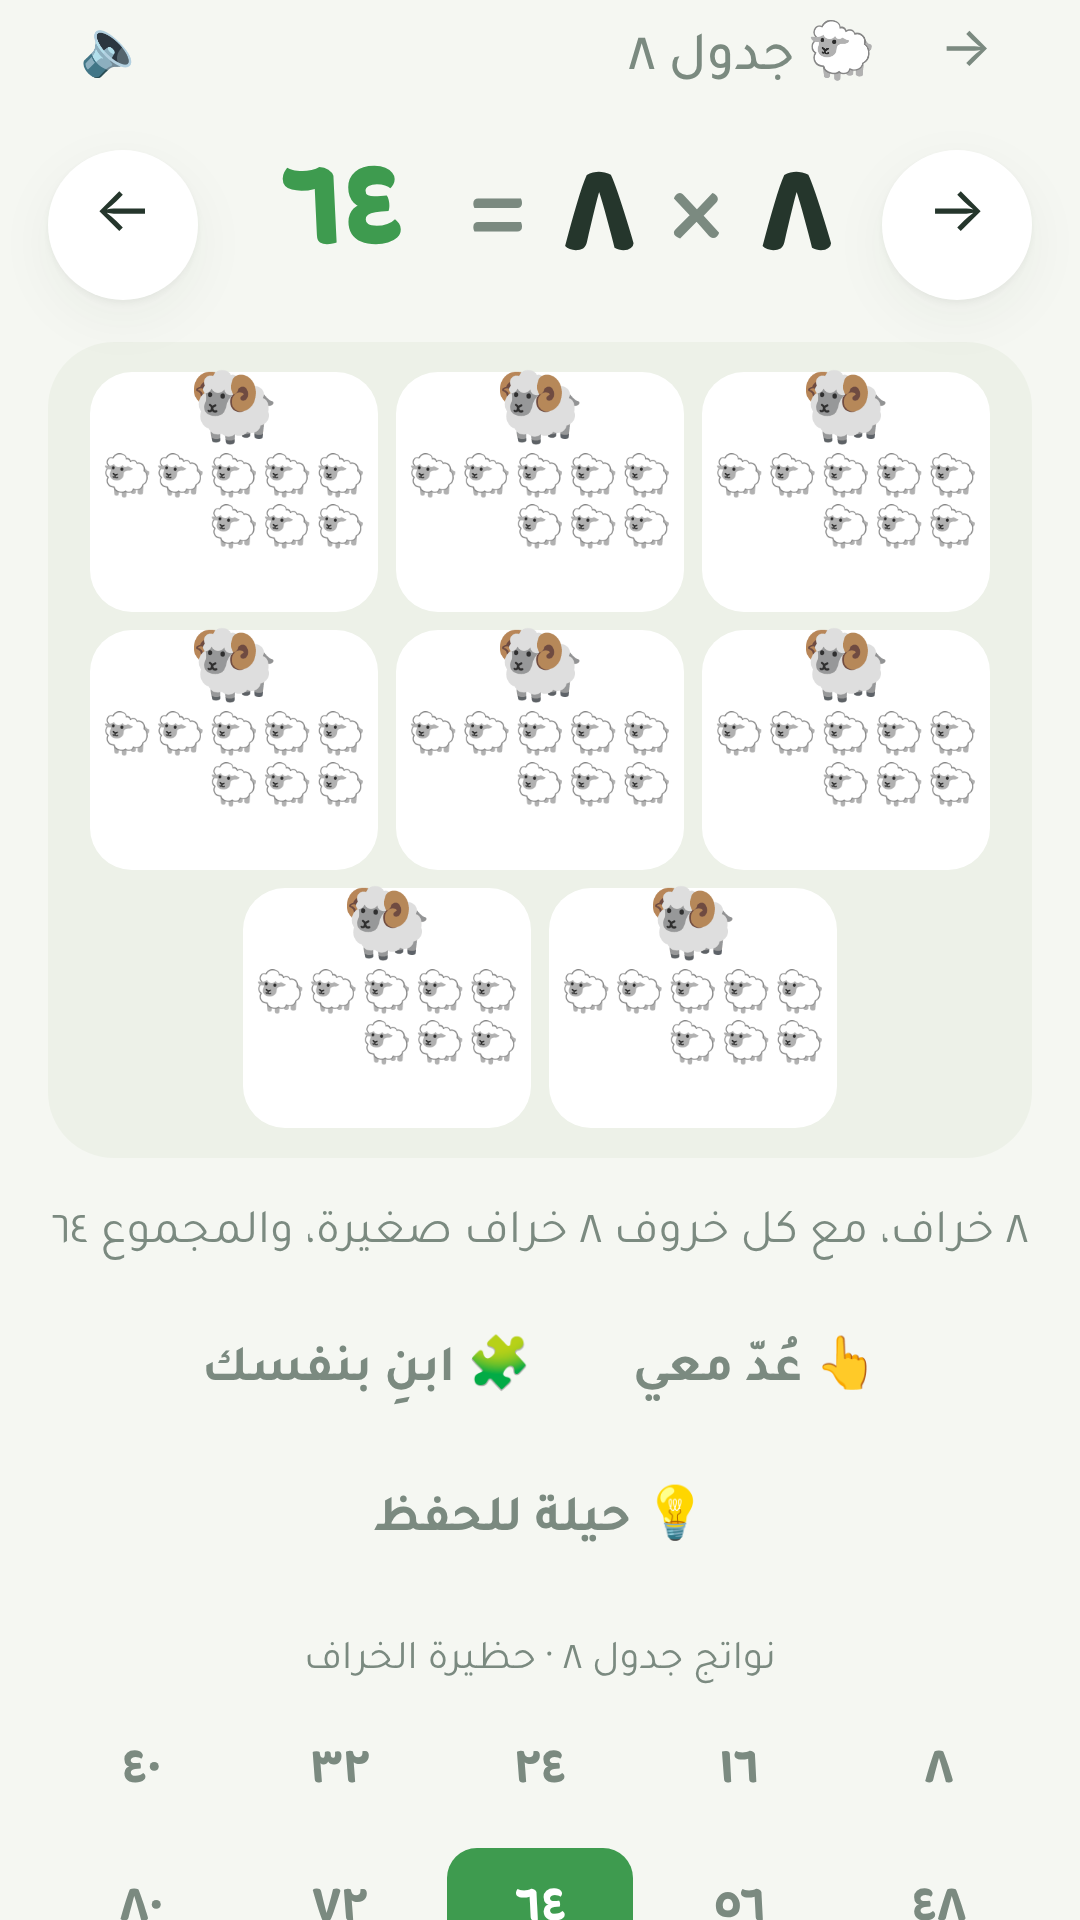 جدول ٨
٨ × ٨ = ٦٤
٨ خراف، مع كل خروف ٨ خراف صغيرة، والمجموع ٦٤
عُدّ معي
ابنِ بنفسك
حيلة للحفظ
نواتج جدول ٨ · حظيرة الخراف
٨ ١٦ ٢٤ ٣٢ ٤٠
٤٨ ٥٦ ٦٤ ٧٢ ٨٠